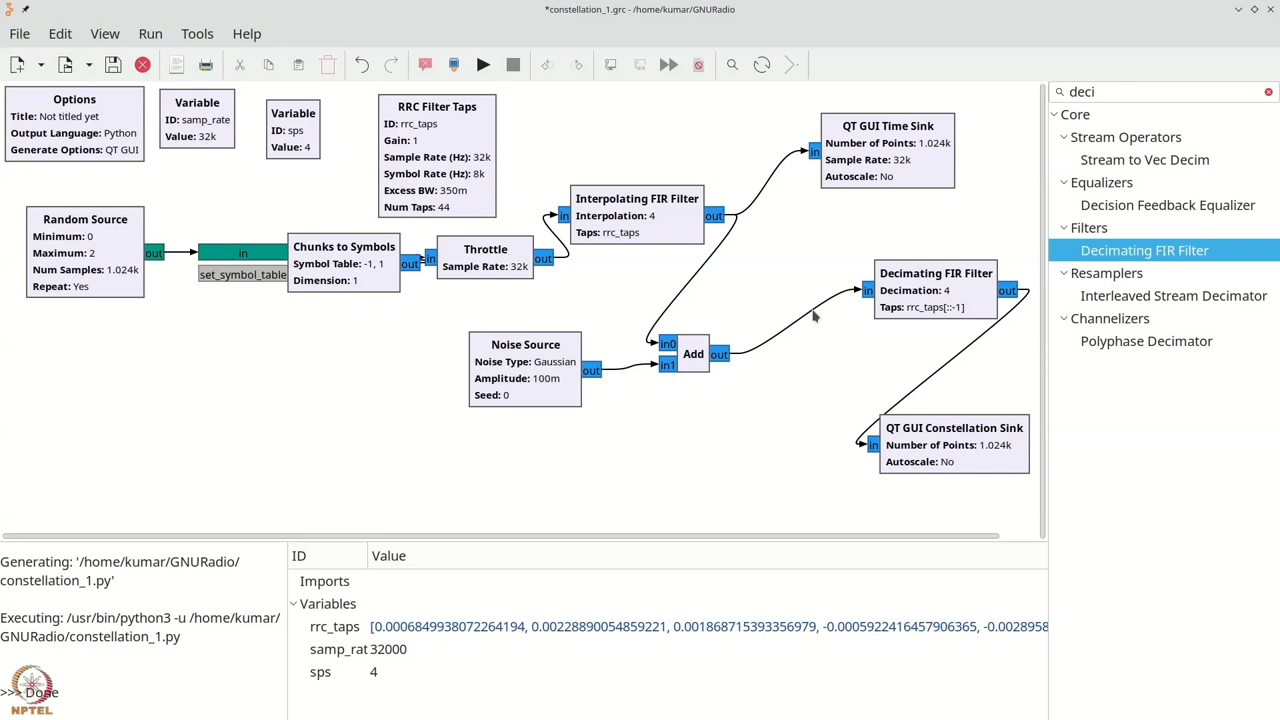 *constellation_1.grc - /home/kumar/GNURadio
File Edit View Run Tools Help
Options
Title: Not titled yet
Output Language: Python
Generate Options: QT GUI
Variable
ID: samp_rate
Value: 32k
Variable
ID: sps
Value: 4
RRC Filter Taps
ID: rrc_taps
Gain: 1
Sample Rate (Hz): 32k
Symbol Rate (Hz): 8k
Excess BW: 350m
Num Taps: 44
QT GUI Time Sink
Number of Points: 1.024k
Sample Rate: 32k
Autoscale: No
in
Random Source
Minimum: 0
Maximum: 2
Num Samples: 1.024k
Repeat: Yes
out
in
set_symbol_table
Chunks to Symbols
Symbol Table: -1, 1
Dimension: 1
out
in
Throttle
Sample Rate: 32k
out
in
Interpolating FIR Filter
Interpolation: 4
Taps: rrc_taps
out
Noise Source
Noise Type: Gaussian
Amplitude: 100m
Seed: 0
out
in0
in1
Add
out
in
Decimating FIR Filter
Decimation: 4
Taps: rrc_taps[::-1]
out
in
QT GUI Constellation Sink
Number of Points: 1.024k
Autoscale: No
deci
Core
Stream Operators
Stream to Vec Decim
Equalizers
Decision Feedback Equalizer
Filters
Decimating FIR Filter
Resamplers
Interleaved Stream Decimator
Channelizers
Polyphase Decimator
Generating: '/home/kumar/GNURadio/
constellation_1.py'
Executing: /usr/bin/python3 -u /home/kumar/
GNURadio/constellation_1.py
>>> Done
NPTEL
ID Value
Imports
Variables
rrc_taps [0.0006849938072264194, 0.00228890054859221, 0.001868715393356979, -0.0005922416457906365, -0.0028958
samp_rat 32000
sps 4